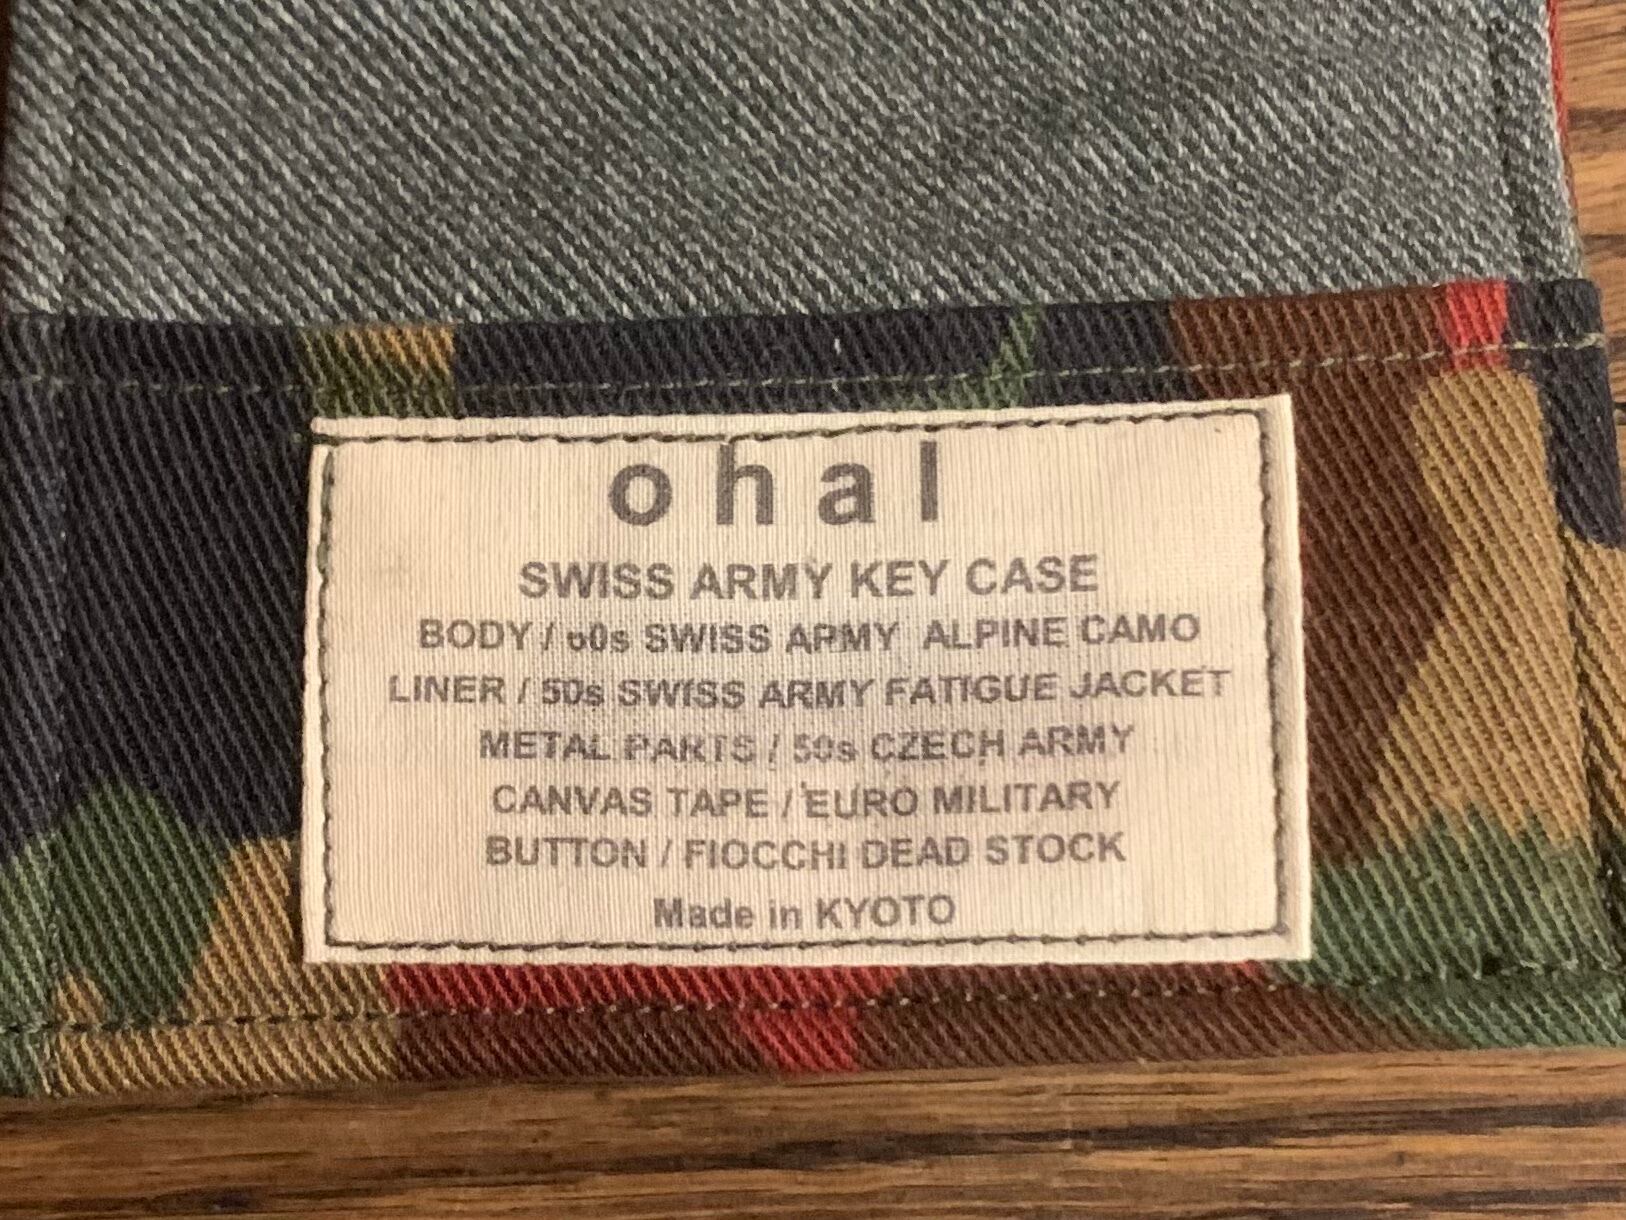 ohal
SWISS ARMY KEY CASE
BODY / 60s SWISS ARMY ALPINE CAMO
LINER / 50s SWISS ARMY FATIGUE JACKET
METAL PARTS / 50s CZECH ARMY
CANVAS TAPE / EURO MILITARY
BUTTON / FIOCCHI DEAD STOCK
Made in KYOTO